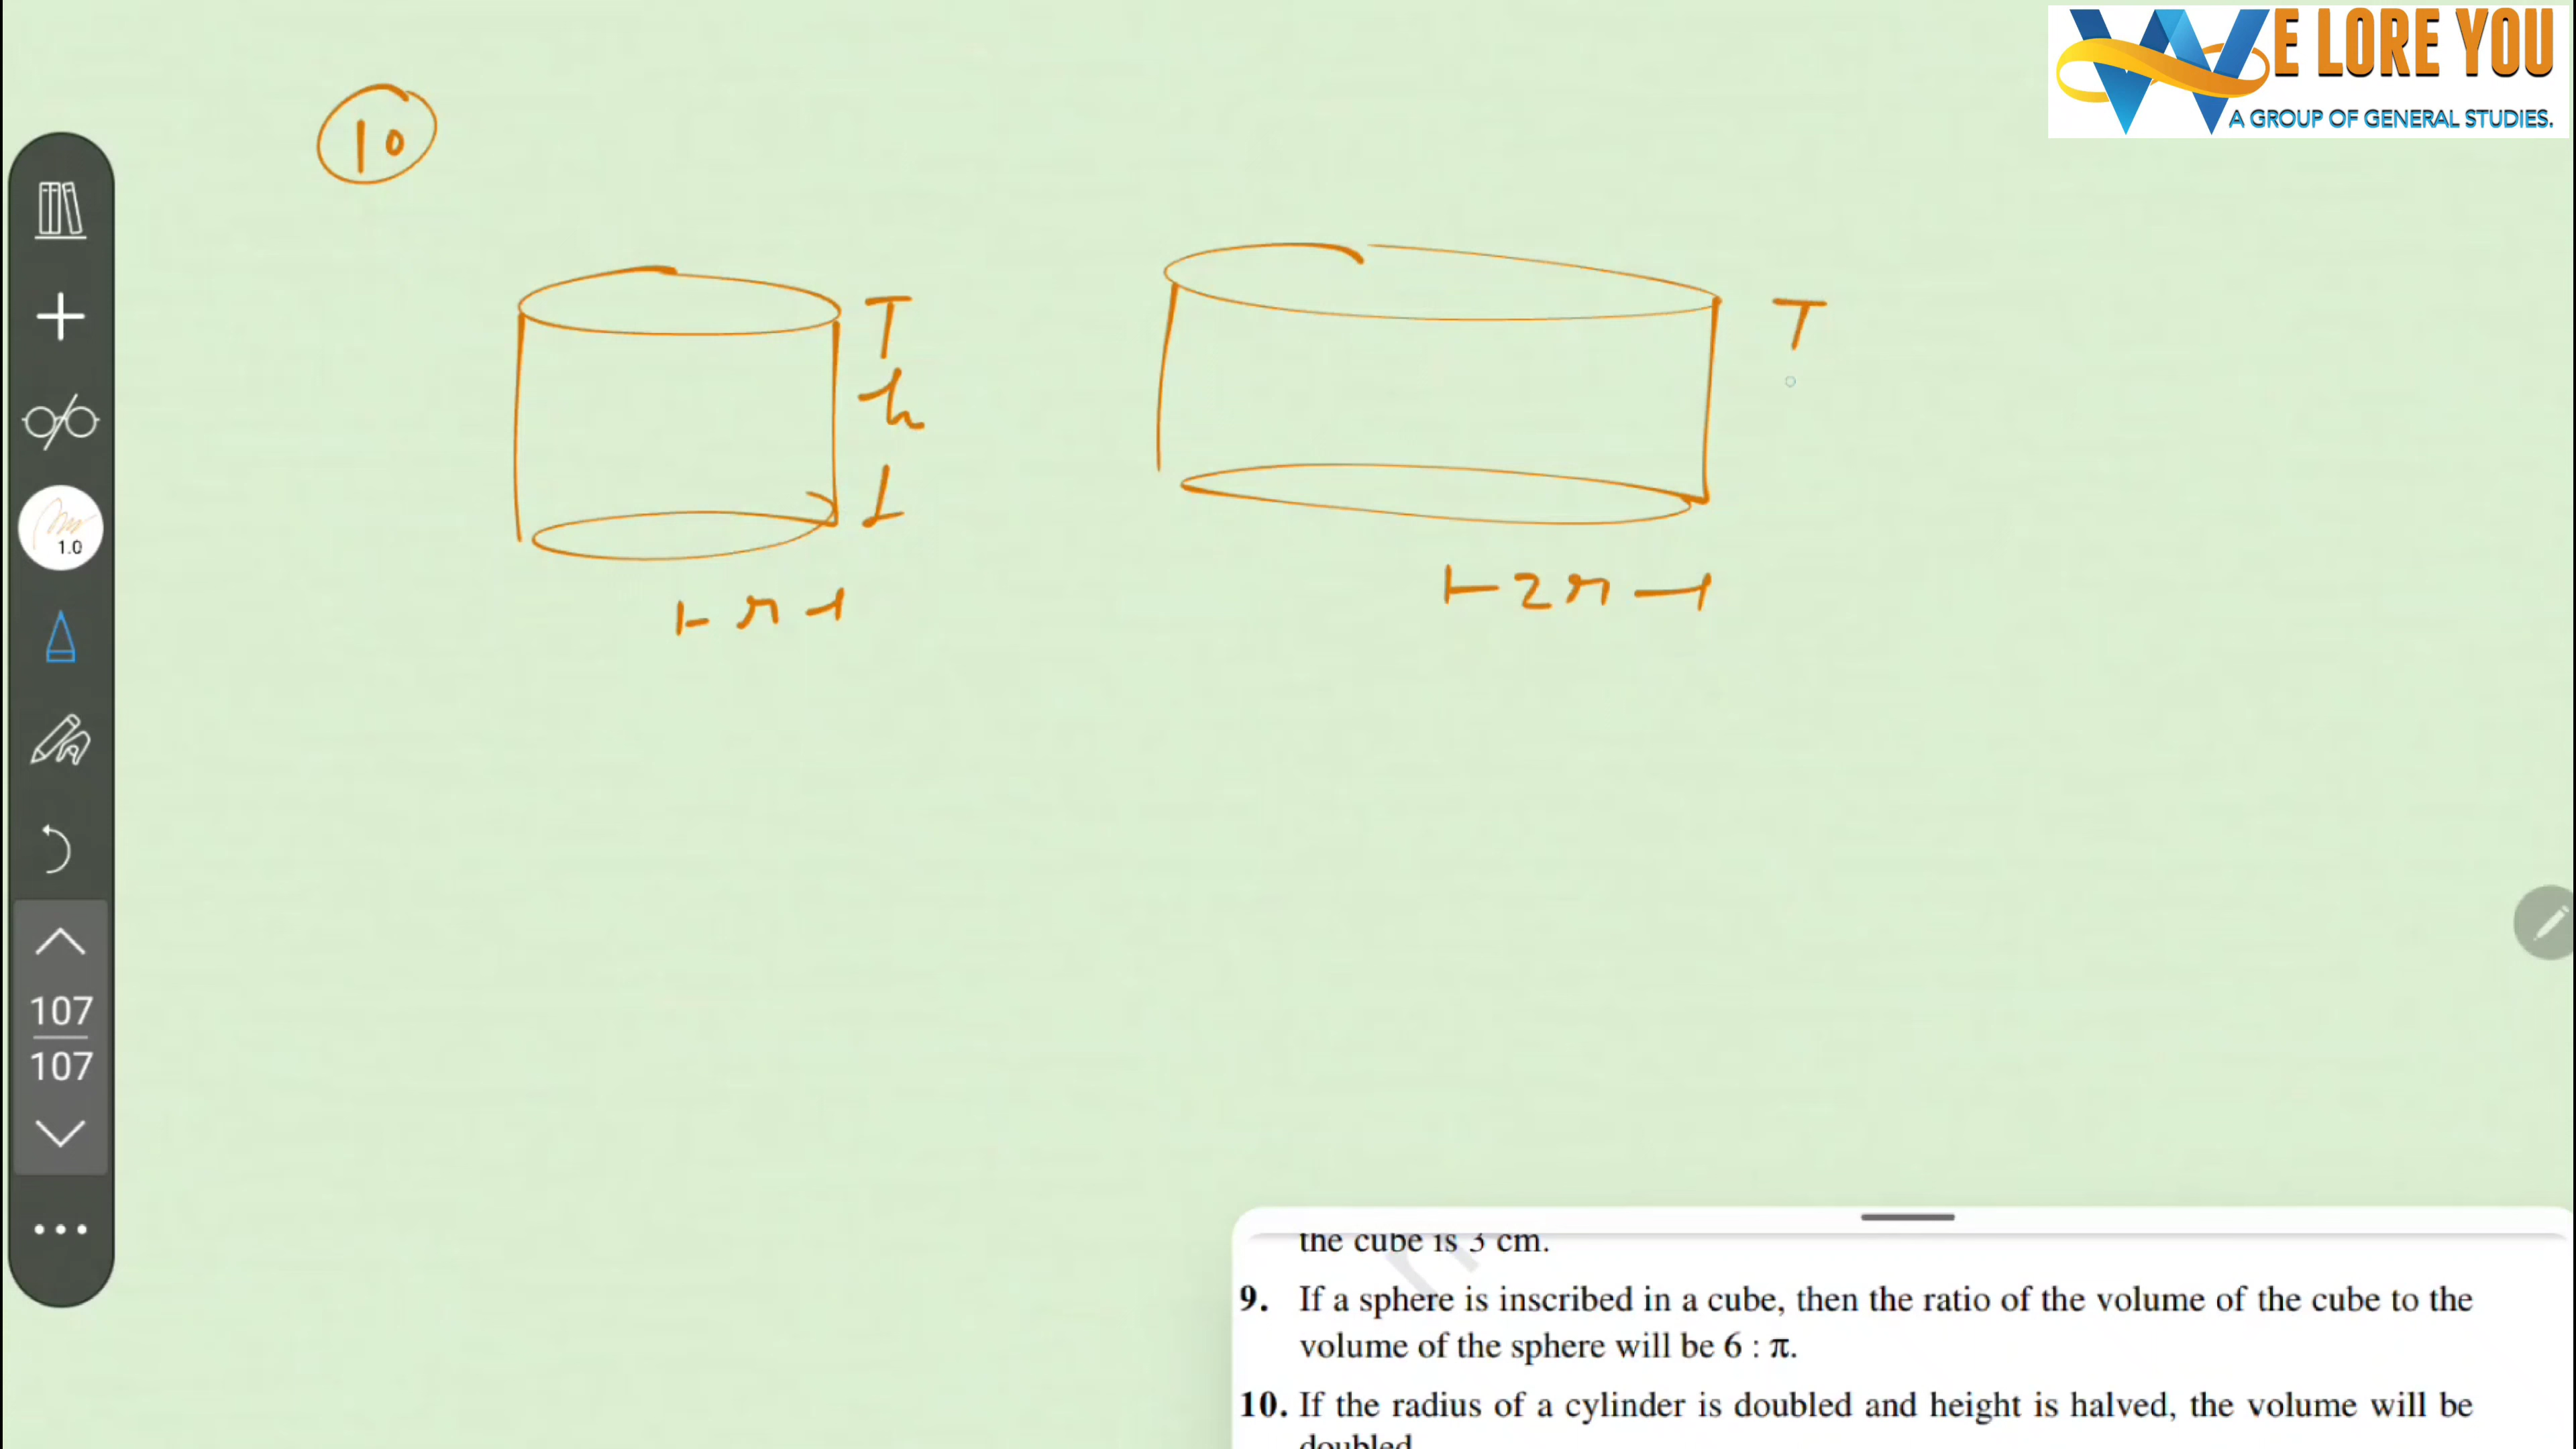 E LORE YOU
A GROUP OF GENERAL STUDIES.
10
T T
h
r 2r
1.0
107
107
the cube is 3 cm.
9. If a sphere is inscribed in a cube, then the ratio of the volume of the cube to the
volume of the sphere will be 6 : π.
10. If the radius of a cylinder is doubled and height is halved, the volume will be
doubled.